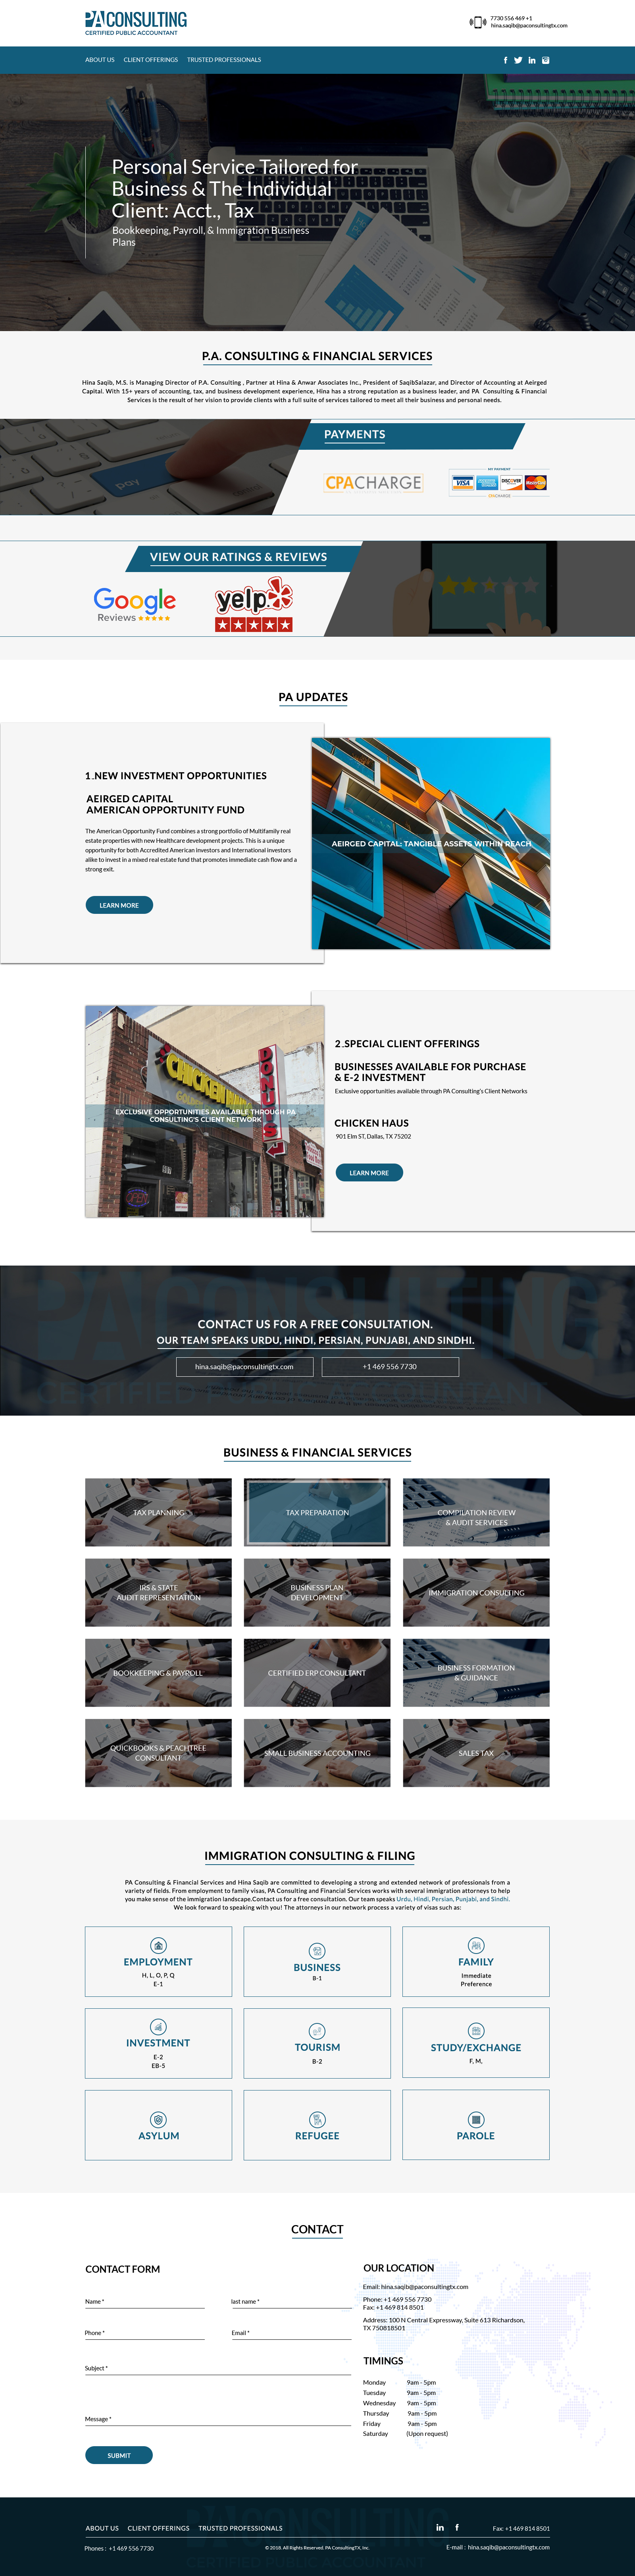 PA CONSULTING
CERTIFIED PUBLIC ACCOUNTANT
7730 556 469 +1
hina.saqib@paconsultingtx.com
ABOUT US CLIENT OFFERINGS TRUSTED PROFESSIONALS
Personal Service Tailored for
Business & The Individual
Client: Acct., Tax
Bookkeeping, Payroll, & Immigration Business
Plans
P.A. CONSULTING & FINANCIAL SERVICES
Hina Saqib, M.S. is Managing Director of P.A. Consulting , Partner at Hina & Anwar Associates Inc., President of SaqibSalazar, and Director of Accounting at Aeirged
Capital. With 15+ years of accounting, tax, and business development experience, Hina has a strong reputation as a business leader, and PA Consulting & Financial
Services is the result of her vision to provide clients with a full suite of services tailored to meet all their business and personal needs.
PAYMENTS
pay
CPACHARGE
MY PAYMENT
VISA DISCOVER MasterCard
CPACHARGE
VIEW OUR RATINGS & REVIEWS
Google
Reviews
yelp
PA UPDATES
1.NEW INVESTMENT OPPORTUNITIES
AEIRGED CAPITAL
AMERICAN OPPORTUNITY FUND
The American Opportunity Fund combines a strong portfolio of Multifamily real
estate properties with new Healthcare development projects. This is a unique
opportunity for both Accredited American Investors and International Investors
alike to invest in a mixed real estate fund that promotes immediate cash flow and a
strong exit.
LEARN MORE
AEIRGED CAPITAL: TANGIBLE ASSETS WITHIN REACH
CHICKEN
DONUTS
EXCLUSIVE OPPORTUNITIES AVAILABLE THROUGH PA
CONSULTING'S CLIENT NETWORK
2.SPECIAL CLIENT OFFERINGS
BUSINESSES AVAILABLE FOR PURCHASE
& E-2 INVESTMENT
Exclusive opportunities available through PA Consulting's Client Networks
CHICKEN HAUS
901 Elm ST, Dallas, TX 75202
LEARN MORE
CONTACT US FOR A FREE CONSULTATION.
OUR TEAM SPEAKS URDU, HINDI, PERSIAN, PUNJABI, AND SINDHI.
hina.saqib@paconsultingtx.com +1 469 556 7730
BUSINESS & FINANCIAL SERVICES
TAX PLANNING
TAX PREPARATION
COMPILATION REVIEW
& AUDIT SERVICES
IRS & STATE
AUDIT REPRESENTATION
BUSINESS PLAN
DEVELOPMENT
IMMIGRATION CONSULTING
BOOKKEEPING & PAYROLL
CERTIFIED ERP CONSULTANT
BUSINESS FORMATION
& GUIDANCE
QUICKBOOKS & PEACHTREE
CONSULTANT
SMALL BUSINESS ACCOUNTING
SALES TAX
IMMIGRATION CONSULTING & FILING
PA Consulting & Financial Services and Hina Saqib are committed to developing a strong and extended network of professionals from a
variety of fields. From employment to family visas, PA Consulting and Financial Services works with several immigration attorneys to help
you make sense of the immigration landscape.Contact us for a free consultation. Our team speaks Urdu, Hindi, Persian, Punjabi, and Sindhi.
We look forward to speaking with you! The attorneys in our network process a variety of visas such as:
EMPLOYMENT
H, L, O, P, Q
E-1
BUSINESS
B-1
FAMILY
Immediate
Preference
INVESTMENT
E-2
EB-5
TOURISM
B-2
STUDY/EXCHANGE
F, M,
ASYLUM
REFUGEE
PAROLE
CONTACT
CONTACT FORM
Name * last name *
Phone * Email *
Subject *
Message *
SUBMIT
OUR LOCATION
Email: hina.saqib@paconsultingtx.com
Phone: +1 469 556 7730
Fax: +1 469 814 8501
Address: 100 N Central Expressway, Suite 613 Richardson,
TX 750818501
TIMINGS
Monday 9am - 5pm
Tuesday 9am - 5pm
Wednesday 9am - 5pm
Thursday 9am - 5pm
Friday 9am - 5pm
Saturday (Upon request)
ABOUT US CLIENT OFFERINGS TRUSTED PROFESSIONALS
Fax: +1 469 814 8501
Phones : +1 469 556 7730
© 2018. All Rights Reserved. PA ConsultingTX, Inc.
E-mail : hina.saqib@paconsultingtx.com